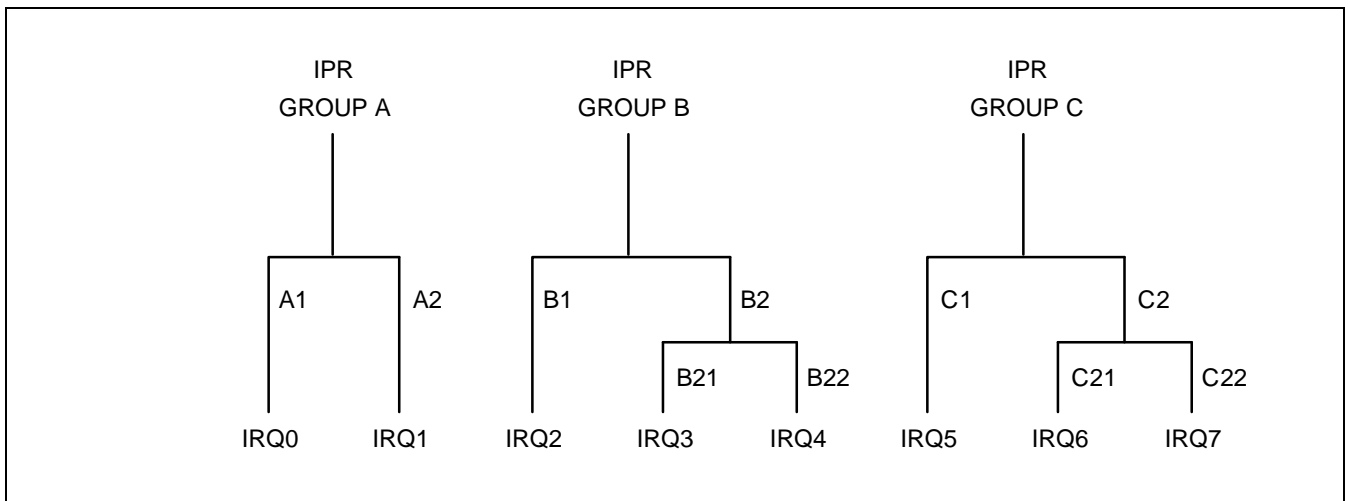 IPR
GROUP A
IPR
GROUP B
IPR
GROUP C
A1
A2
B1
B2
C1
C2
B21
B22
C21
C22
IRQ0
IRQ1
IRQ2
IRQ3
IRQ4
IRQ5
IRQ6
IRQ7